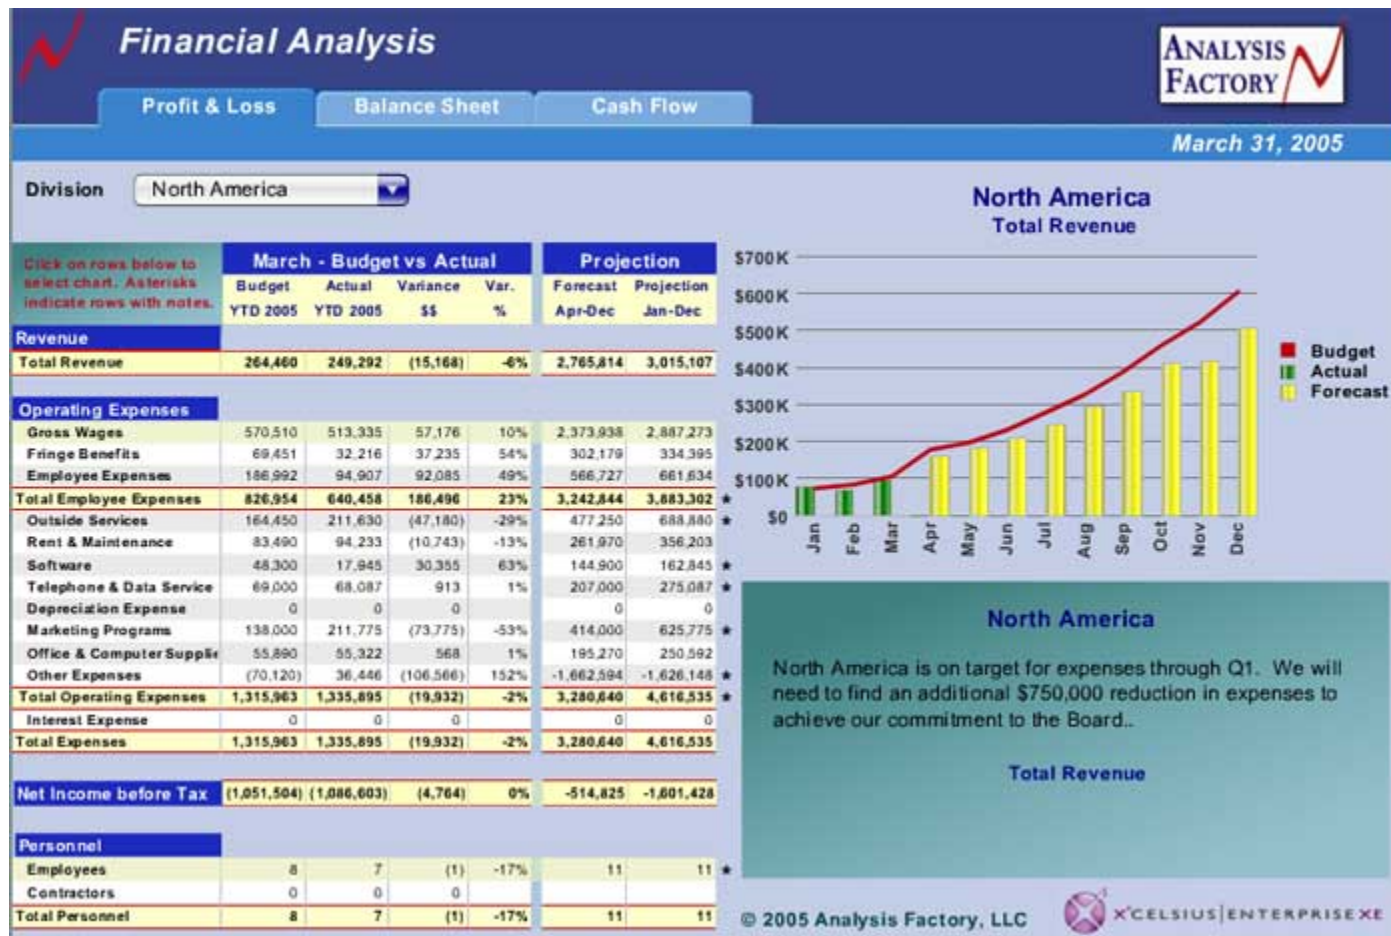 Financial Analysis
ANALYSIS
FACTORY
Profit & Loss Balance Sheet Cash Flow
March 31, 2005
Division North America
Click on rows below to
select chart. Asterisks
indicate rows with notes.
March - Budget vs Actual Projection
Budget Actual Variance Var. Forecast Projection
YTD 2005 YTD 2005 $$ % Apr-Dec Jan-Dec
Revenue
Total Revenue 264,460 249,292 (15,168) -6% 2,765,814 3,015,107
Operating Expenses
Gross Wages 570,510 513,335 57,176 10% 2,373,938 2,887,273
Fringe Benefits 69,451 32,216 37,235 54% 302,179 334,395
Employee Expenses 186,992 94,907 92,085 49% 566,727 661,634
Total Employee Expenses 826,954 640,458 186,496 23% 3,242,844 3,883,302 ★
Outside Services 164,450 211,630 (47,180) -29% 477,250 688,880 ★
Rent & Maintenance 83,490 94,233 (10,743) -13% 261,970 356,203
Software 48,300 17,945 30,355 63% 144,900 162,845 ★
Telephone & Data Service 69,000 68,087 913 1% 207,000 275,087 ★
Depreciation Expense 0 0 0 0 0
Marketing Programs 138,000 211,775 (73,775) -53% 414,000 625,775 ★
Office & Computer Supplie 55,890 55,322 568 1% 195,270 250,592
Other Expenses (70,120) 36,446 (106,566) 152% -1,662,594 -1,626,148 ★
Total Operating Expenses 1,315,963 1,335,895 (19,932) -2% 3,280,640 4,616,535 ★
Interest Expense 0 0 0 0 0
Total Expenses 1,315,963 1,335,895 (19,932) -2% 3,280,640 4,616,535
Net Income before Tax (1,051,504) (1,086,603) (4,764) 0% -514,825 -1,601,428
Personnel
Employees 8 7 (1) -17% 11 11 ★
Contractors 0 0 0
Total Personnel 8 7 (1) -17% 11 11
North America
Total Revenue
$700K
$600K
$500K
$400K
$300K
$200K
$100K
$0
Jan Feb Mar Apr May Jun Jul Aug Sep Oct Nov Dec
Budget
Actual
Forecast
North America
North America is on target for expenses through Q1. We will
need to find an additional $750,000 reduction in expenses to
achieve our commitment to the Board..
Total Revenue
© 2005 Analysis Factory, LLC
X'CELSIUS|ENTERPRISE XE